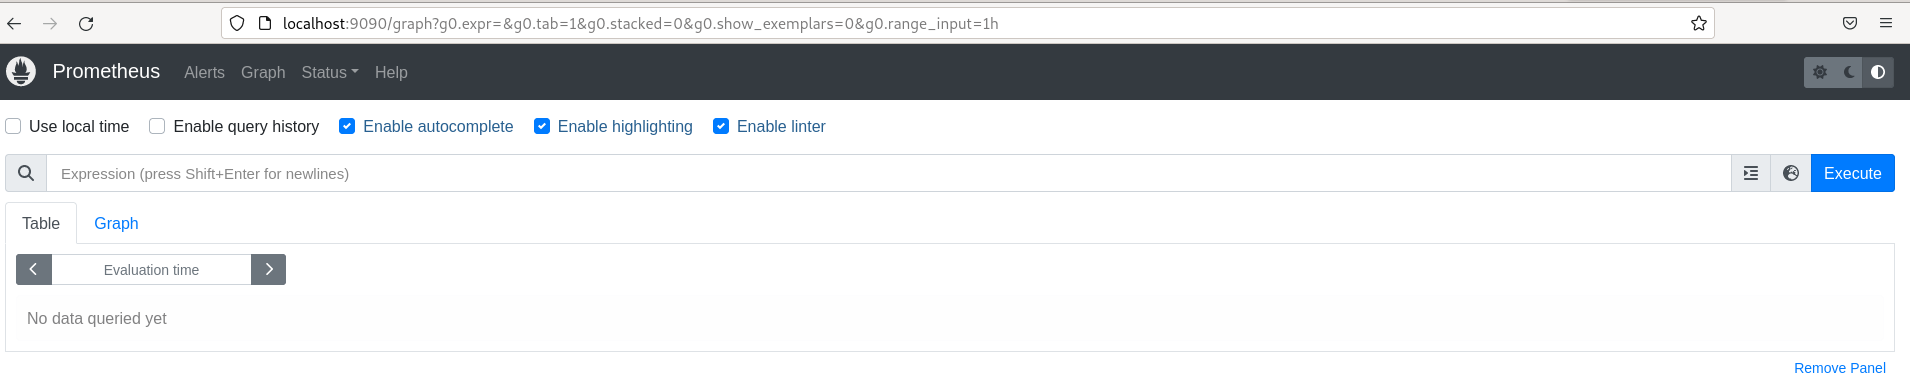 localhost:9090/graph?g0.expr=&g0.tab=1&g0.stacked=0&g0.show_exemplars=0&g0.range_input=1h
Prometheus Alerts Graph Status Help
Use local time Enable query history Enable autocomplete Enable highlighting Enable linter
Expression (press Shift+Enter for newlines) Execute
Table Graph
Evaluation time
No data queried yet
Remove Panel